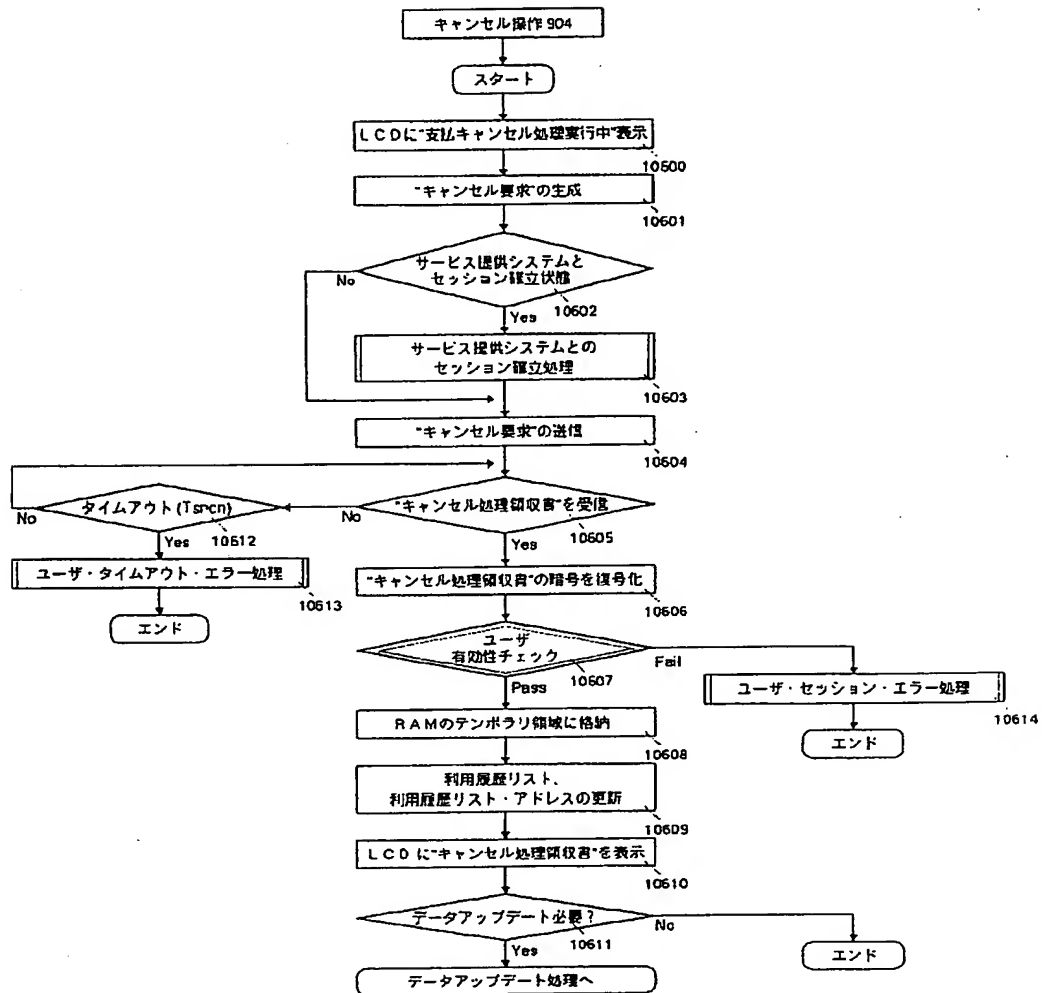 キャンセル操作 904
スタート
LCDに"支払キャンセル処理実行中"表示
10600
"キャンセル要求"の生成
10601
サービス提供システムと
セッション確立状態
No
10602
Yes
サービス提供システムとの
セッション確立処理
10603
"キャンセル要求"の送信
10604
タイムアウト(Tsrcn)
"キャンセル処理領収書"を受信
No
10612
No
10605
Yes
Yes
ユーザ・タイムアウト・エラー処理
"キャンセル処理領収書"の暗号を復号化
10613
10606
エンド
ユーザ
有効性チェック
Fail
10607
Pass
ユーザ・セッション・エラー処理
10614
RAMのテンポラリ領域に格納
エンド
10608
利用履歴リスト、
利用履歴リスト・アドレスの更新
10609
LCDに"キャンセル処理領収書"を表示
10610
データアップデート必要?
No
10611
Yes
エンド
データアップデート処理へ